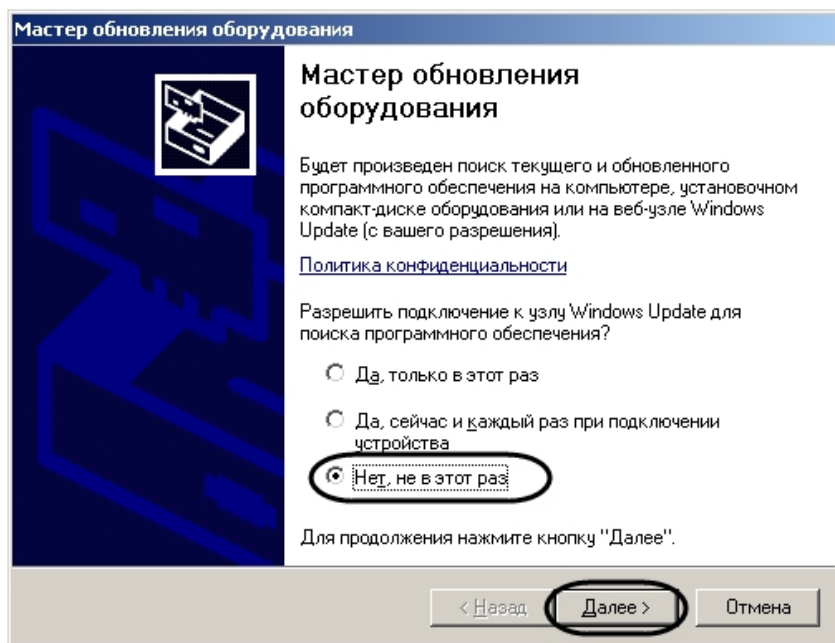 Мастер обновления оборудования
Мастер обновления
оборудования
Будет произведен поиск текущего и обновленного
программного обеспечения на компьютере, установочном
компакт-диске оборудования или на веб-узле Windows
Update (с вашего разрешения).
Политика конфиденциальности
Разрешить подключение к узлу Windows Update для
поиска программного обеспечения?
Да, только в этот раз
Да, сейчас и каждый раз при подключении
устройства
Нет, не в этот раз
Для продолжения нажмите кнопку "Далее".
< Назад Далее > Отмена